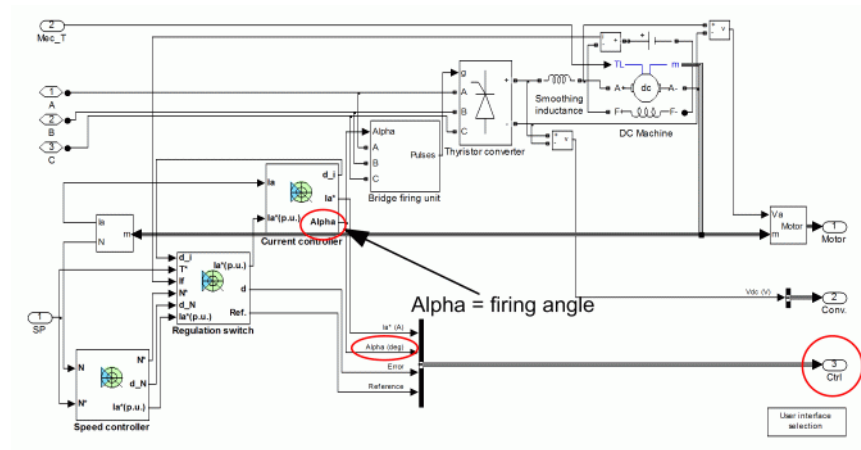 2
Mec_T
1
A
2
B
3
C
g
A
B
C
+
-
Thyristor converter
Smoothing
inductance
TL
m
A+
dc
A-
F+
F-
DC Machine
+
-
v
+
-
+
-
v
+
-
Alpha
A
B
C
Pulses
Bridge firing unit
Ia
Ia*(p.u.)
d_i
Ia*
Alpha
Current controller
Ia
N
m
d_i
T*
If
N*
d_N
Ia*(p.u.)
Ia*(p.u.)
d
Ref.
Regulation switch
1
SP
N
N*
N*
d_N
Ia*(p.u.)
Speed controller
Va
m
Motor
1
Motor
Vdc (V)
2
Conv.
Alpha = firing angle
Ia* (A)
Alpha (deg)
Error
Reference
3
Ctrl
User interface
selection